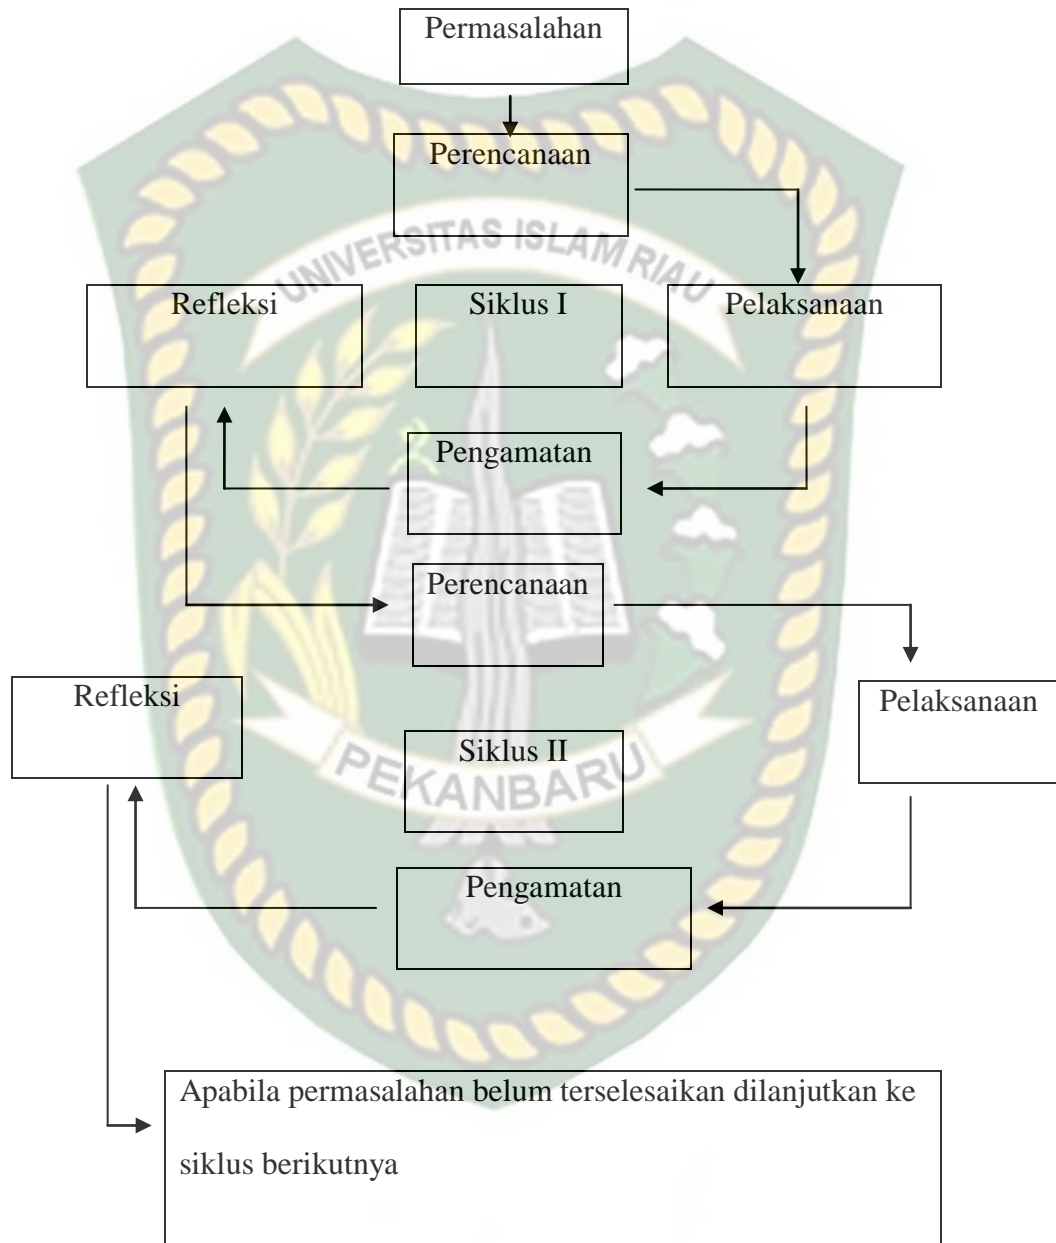 Permasalahan
Perencanaan
UNIVERSITAS ISLAM RIAU
Refleksi
Siklus I
Pelaksanaan
Pengamatan
Perencanaan
Refleksi
Pelaksanaan
Siklus II
PEKANBARU
Pengamatan
Apabila permasalahan belum terselesaikan dilanjutkan ke
siklus berikutnya